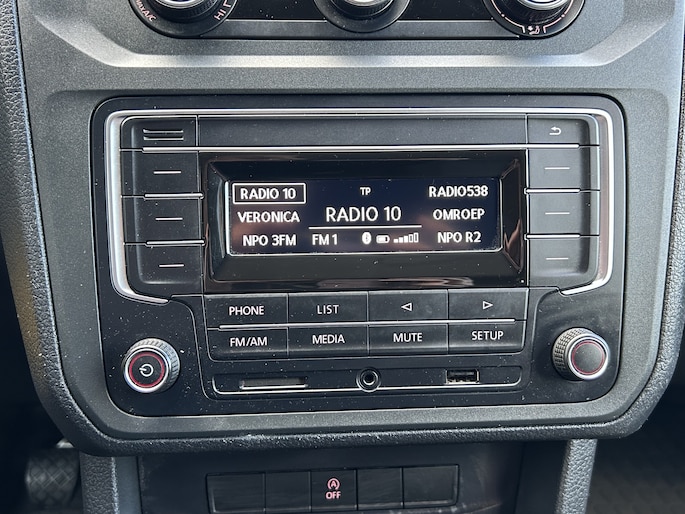 A/C HI
RADIO 10 TP RADIO538
VERONICA RADIO 10 OMROEP
NPO 3FM FM 1 NPO R2
PHONE LIST
FM/AM MEDIA MUTE SETUP
A
OFF